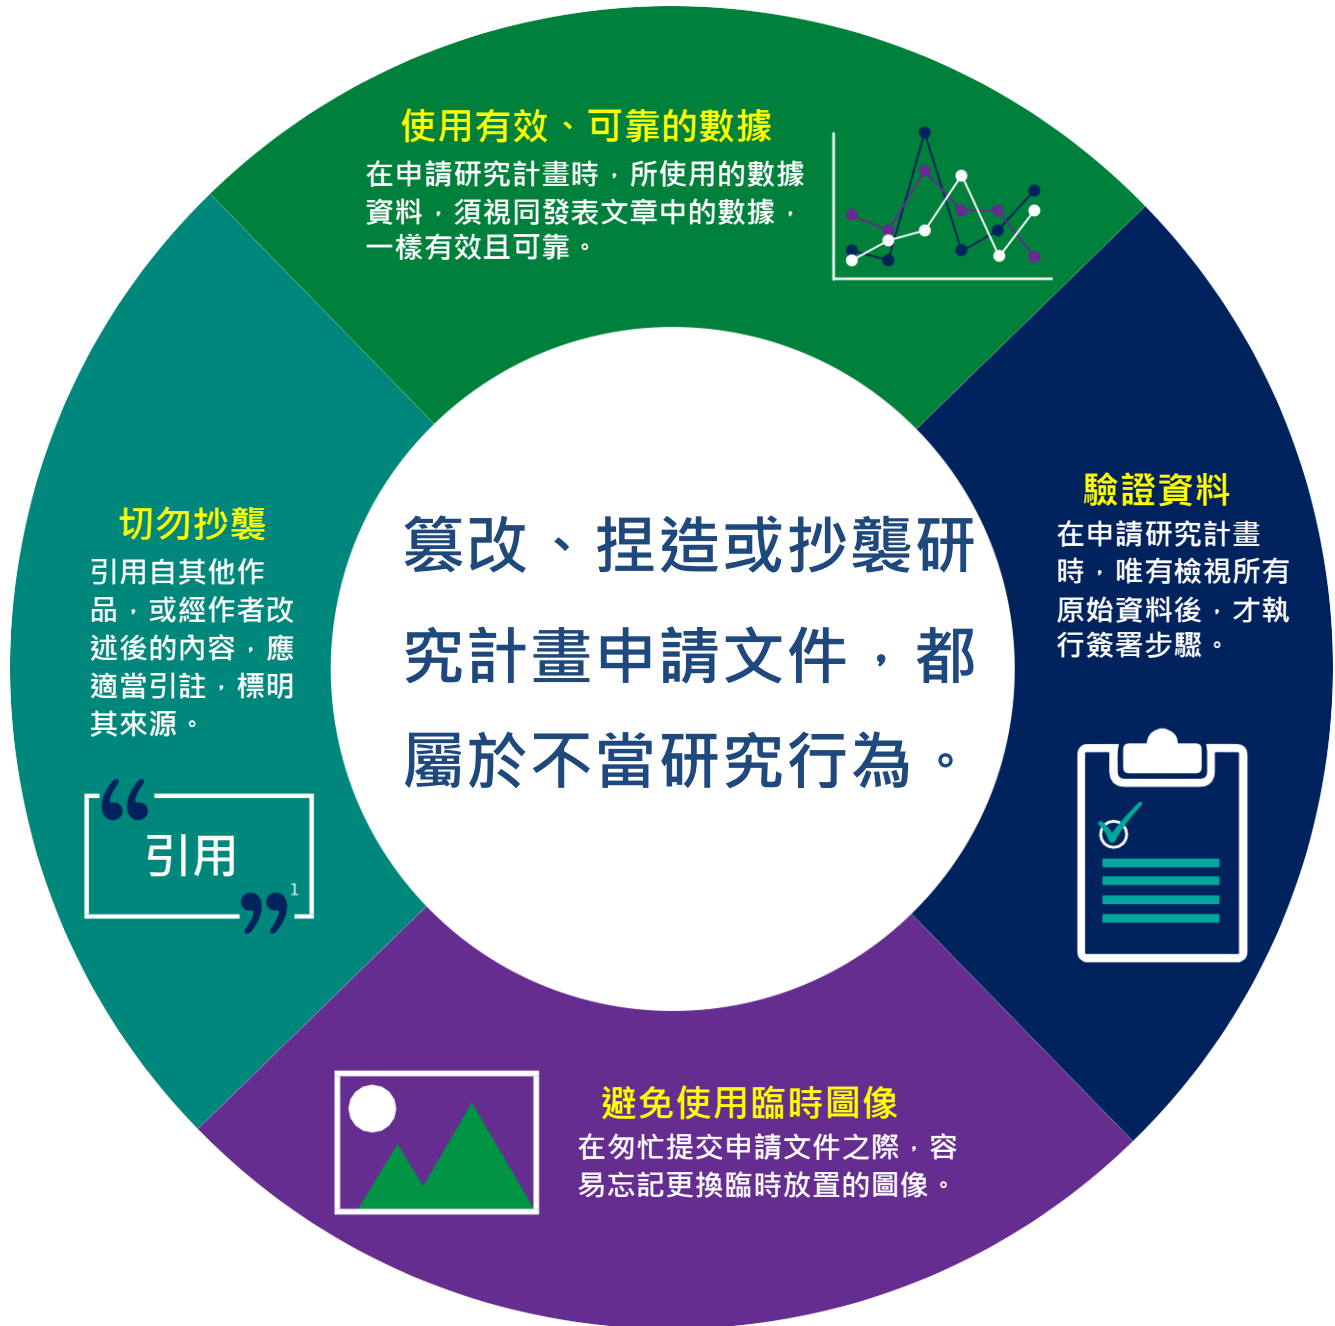 使用有效、可靠的數據
在申請研究計畫時，所使用的數據
資料，須視同發表文章中的數據，
一樣有效且可靠。
驗證資料
在申請研究計畫
時，唯有檢視所有
原始資料後，才執
行簽署步驟。
切勿抄襲
引用自其他作
品，或經作者改
述後的內容，應
適當引註，標明
其來源。
“
引用
”1
篡改、捏造或抄襲研
究計畫申請文件，都
屬於不當研究行為。
避免使用臨時圖像
在匆忙提交申請文件之際，容
易忘記更換臨時放置的圖像。